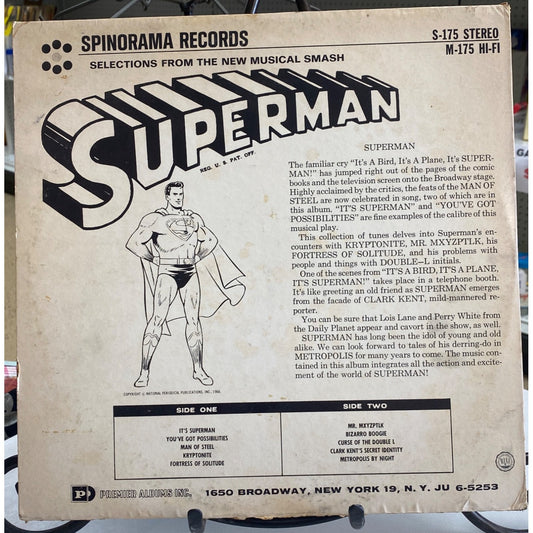 SPINORAMA RECORDS
S-175 STEREO
M-175 HI-FI
SELECTIONS FROM THE NEW MUSICAL SMASH
SUPERMAN
REG. U. S. PAT. OFF.
SUPERMAN
The familiar cry "It's A Bird, It's A Plane, It's SUPER-
MAN!" has jumped right out of the pages of the comic
books and the television screen onto the Broadway stage.
Highly acclaimed by the critics, the feats of the MAN OF
STEEL are now celebrated in song, two of which are in
this album, "IT'S SUPERMAN" and "YOU'VE GOT
POSSIBILITIES" are fine examples of the calibre of this
musical play.
This collection of tunes delves into Superman's en-
counters with KRYPTONITE, MR. MXYZPTLK, his
FORTRESS OF SOLITUDE, and his problems with
people and things with DOUBLE-L initials.
One of the scenes from "IT'S A BIRD, IT'S A PLANE,
IT'S SUPERMAN!" takes place in a telephone booth.
It's like greeting an old friend as SUPERMAN emerges
from the facade of CLARK KENT, mild-mannered re-
porter.
You can be sure that Lois Lane and Perry White from
the Daily Planet appear and cavort in the show, as well.
SUPERMAN has long been the idol of young and old
alike. We can look forward to tales of his derring-do in
METROPOLIS for many years to come. The music con-
tained in this album integrates all the action and excite-
ment of the world of SUPERMAN!
COPYRIGHT © NATIONAL PERIODICAL PUBLICATIONS, INC., 1966.
SIDE ONE
IT'S SUPERMAN
YOU'VE GOT POSSIBILITIES
MAN OF STEEL
KRYPTONITE
FORTRESS OF SOLITUDE
SIDE TWO
MR. MXYZPTLK
BIZARRO BOOGIE
CURSE OF THE DOUBLE L
CLARK KENT'S SECRET IDENTITY
METROPOLIS BY NIGHT
PREMIER ALBUMS INC.
1650 BROADWAY, NEW YORK 19, N. Y. JU 6-5253